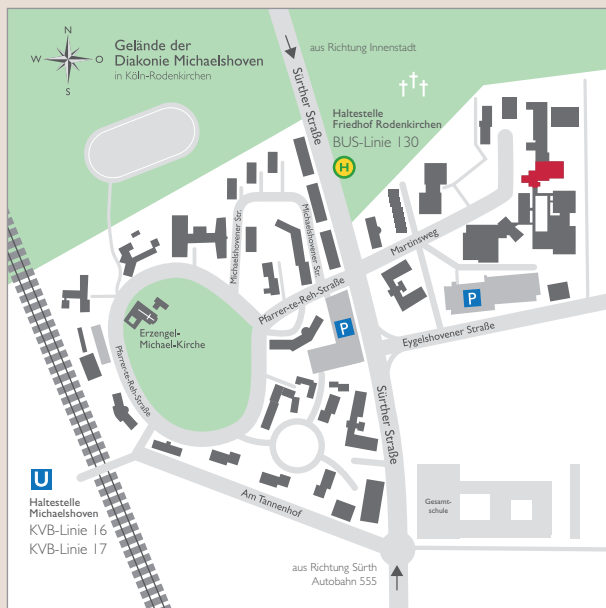 N
W
O
S
Gelände der
Diakonie Michaelshoven
in Köln-Rodenkirchen
aus Richtung Innenstadt
Sürther Straße
Haltestelle
Friedhof Rodenkirchen
BUS-Linie 130
H
Michaelshovener Str.
Michaelshovener Str.
Martinsweg
Pfarrer-te-Reh-Straße
P
P
Eygelshovener Straße
Erzengel-
Michael-Kirche
Pfarrer-te-Reh-Straße
Sürther Straße
U
Haltestelle
Michaelshoven
KVB-Linie 16
KVB-Linie 17
Am Tannenhof
Gesamt-
schule
aus Richtung Sürth
Autobahn 555